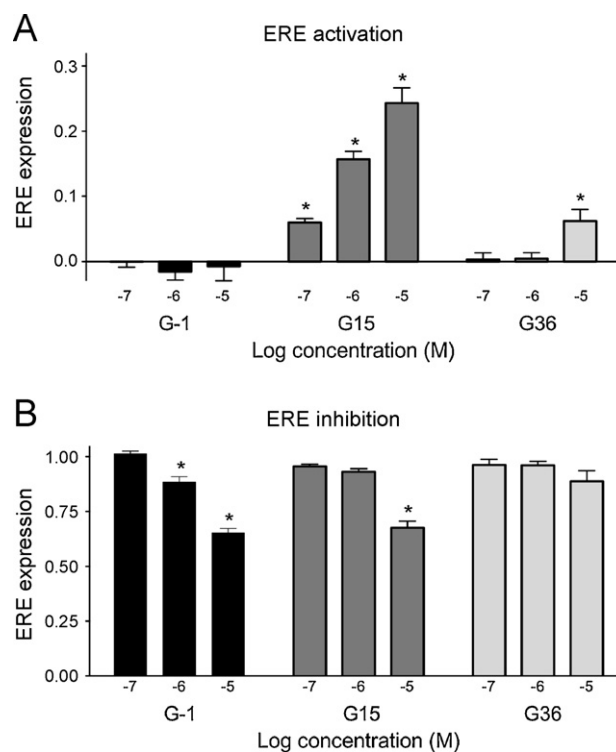 A
ERE activation
ERE expression
0.3
0.2
0.1
0.0
* * * *
-7 -6 -5 -7 -6 -5 -7 -6 -5
G-1 G15 G36
Log concentration (M)
B
ERE inhibition
ERE expression
1.00
0.75
0.50
0.25
0.00
* * *
-7 -6 -5 -7 -6 -5 -7 -6 -5
G-1 G15 G36
Log concentration (M)